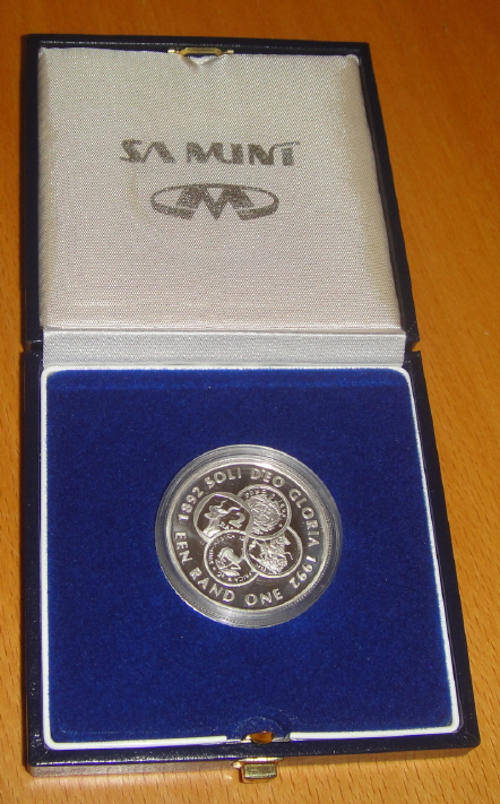 SA MINT
1892 SOLI DEO GLORIA 1992
EEN RAND ONE